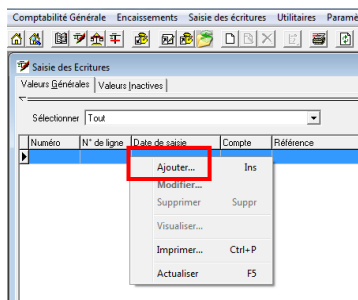 Comptabilité Générale Encaissements Saisie des écritures Utilitaires Paramé
Saisie des Ecritures
Valeurs Générales Valeurs Inactives
Sélectionner Tout
Numéro N° de ligne Date de saisie Compte Référence
Ajouter... Ins
Modifier...
Supprimer Suppr
Visualiser...
Imprimer... Ctrl+P
Actualiser F5